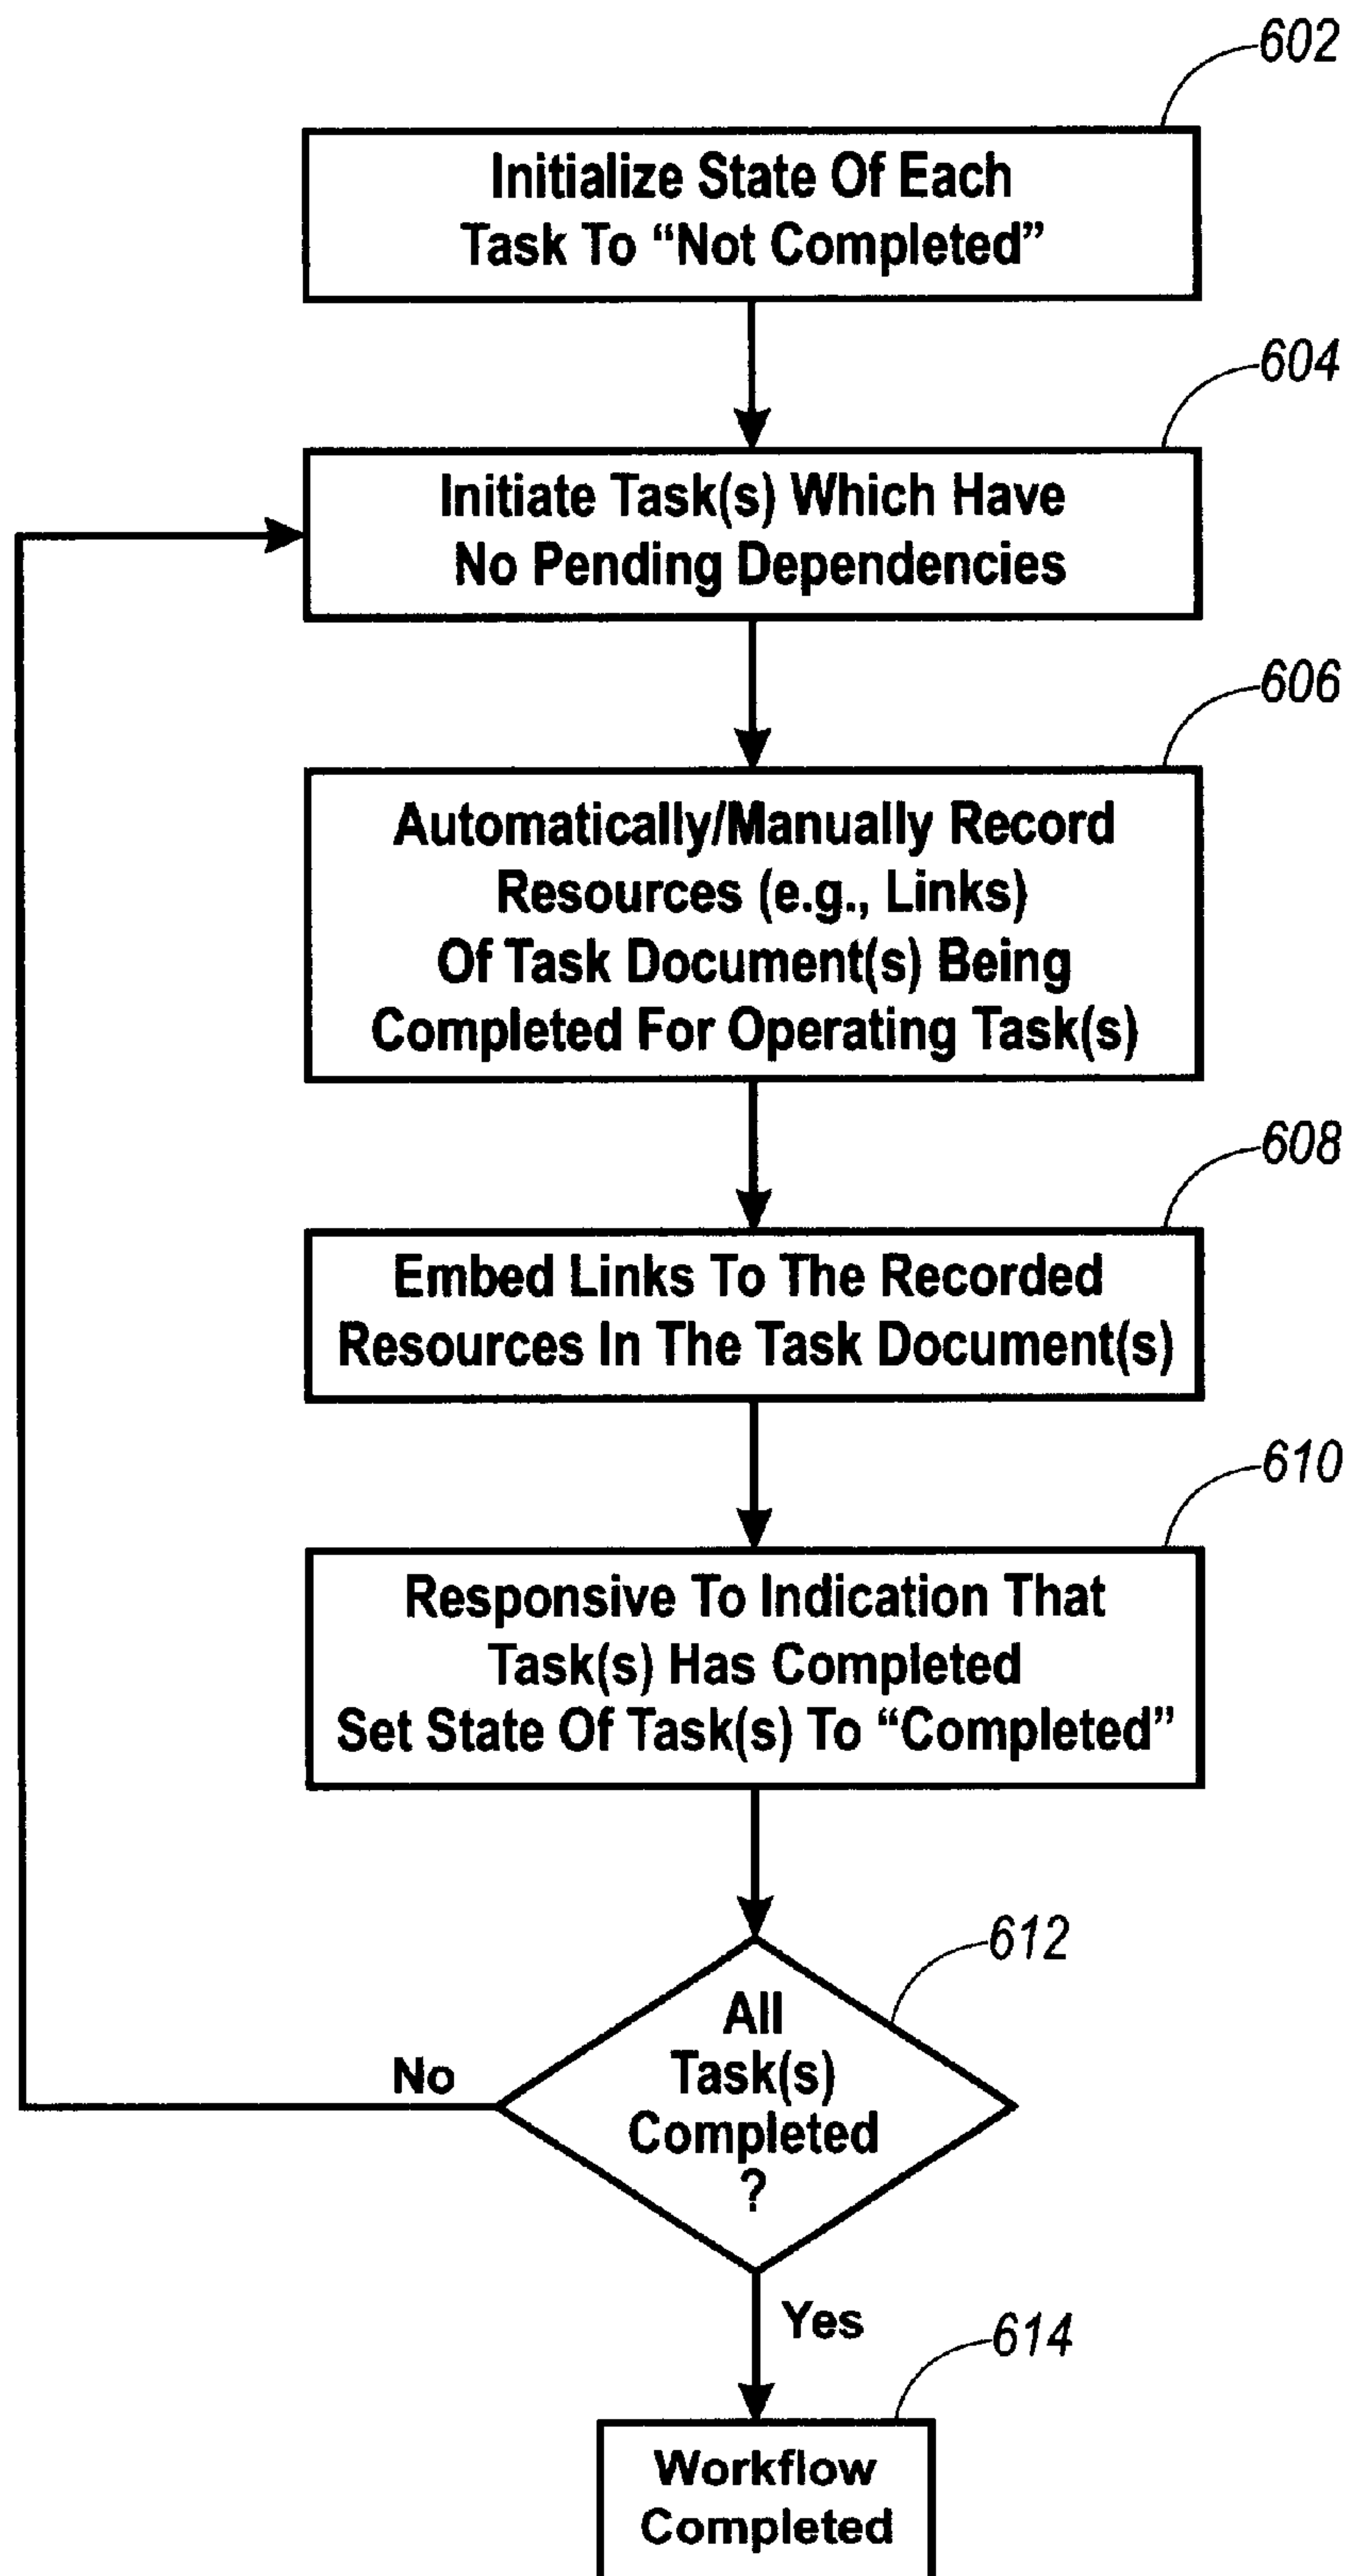 602
Initialize State Of Each
Task To “Not Completed”
604
Initiate Task(s) Which Have
No Pending Dependencies
606
Automatically/Manually Record
Resources (e.g., Links)
Of Task Document(s) Being
Completed For Operating Task(s)
608
Embed Links To The Recorded
Resources In The Task Document(s)
610
Responsive To Indication That
Task(s) Has Completed
Set State Of Task(s) To “Completed”
612
All
Task(s)
Completed
?
No
Yes
614
Workflow
Completed